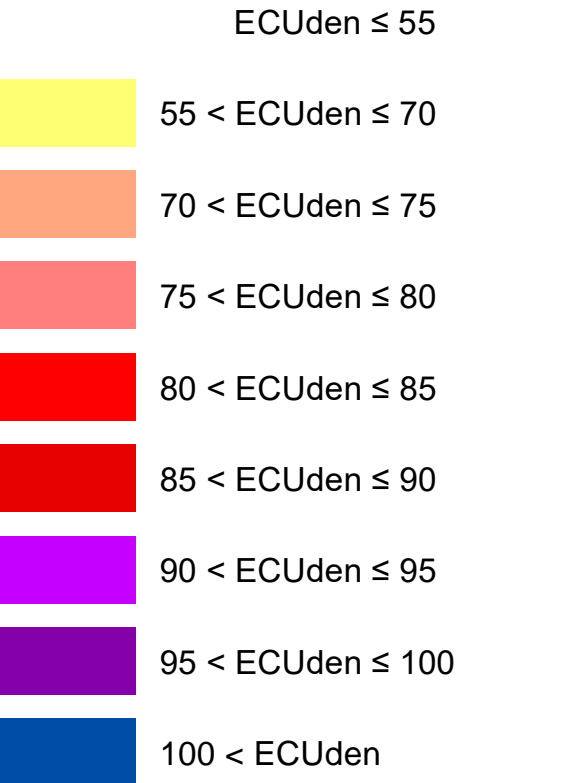 ECUden ≤ 55
55 < ECUden ≤ 70
70 < ECUden ≤ 75
75 < ECUden ≤ 80
80 < ECUden ≤ 85
85 < ECUden ≤ 90
90 < ECUden ≤ 95
95 < ECUden ≤ 100
100 < ECUden